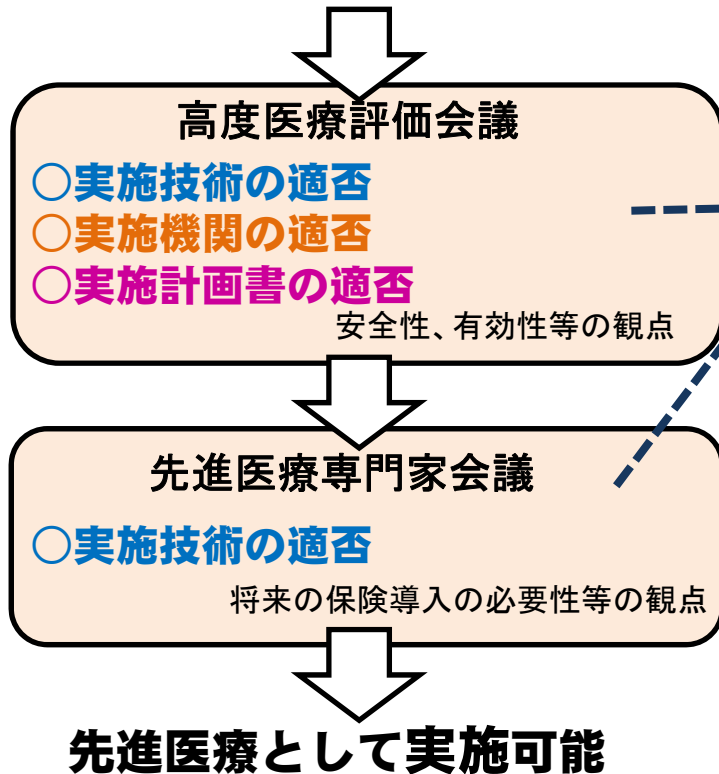 高度医療評価会議
○実施技術の適否
○実施機関の適否
○実施計画書の適否
安全性、有効性等の観点
先進医療専門家会議
○実施技術の適否
将来の保険導入の必要性等の観点
先進医療として実施可能